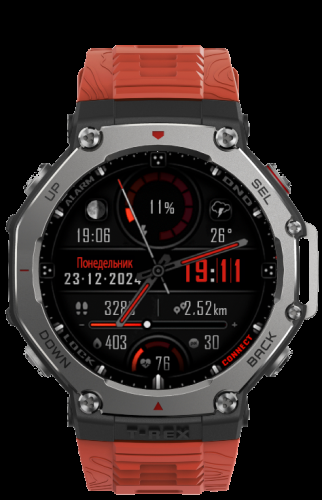 ALARM
DND
UP
SEL
11%
19:06
26°
Понедельник
23-12-2024
19:11
2.52km
403
30
76
DOWN
LOCK
CONNECT
BACK
T-REX